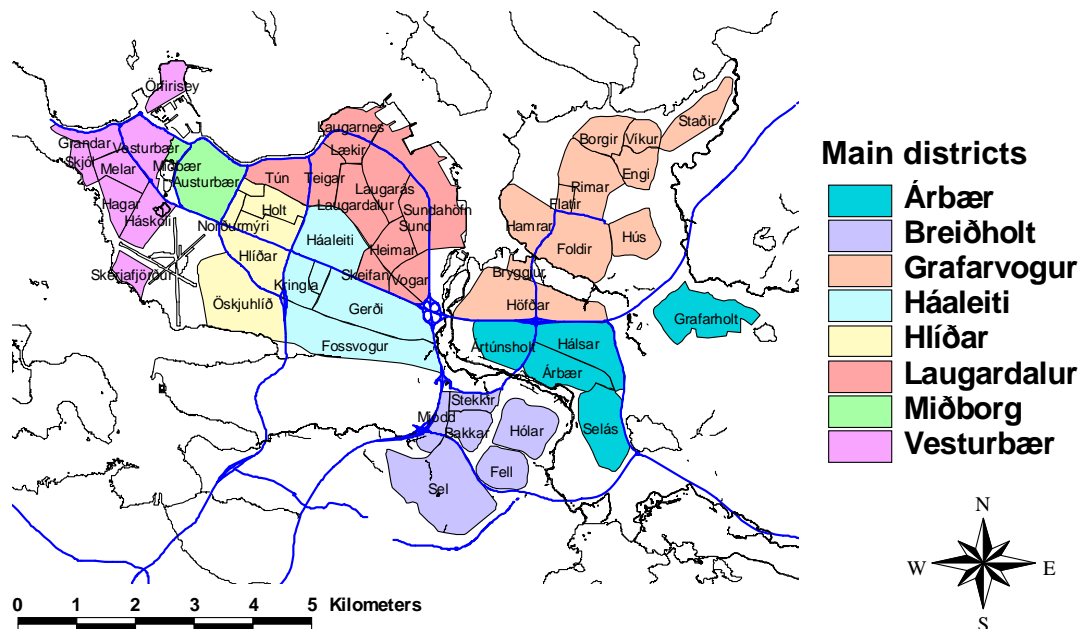 Örfirisey
Grandar
Vesturbær
Skjól
Melar
Miðbær
Austurbær
Hagar
Háskóli
Skerjafjörður
Laugarnes
Lækir
Tún
Teigar
Laugarás
Laugardalur
Sundahöfn
Sund
Holt
Norðurmýri
Háaleiti
Hlíðar
Heimar
Skeifan
Vogar
Kringla
Öskjuhlíð
Gerði
Fossvogur
Staðir
Borgir
Víkur
Engi
Rimar
Flatir
Hamrar
Foldir
Hús
Bryggjur
Höfðar
Grafarholt
Ártúnsholt
Hálsar
Árbær
Selás
Stekkir
Mjódd
Bakkar
Hólar
Fell
Sel
Main districts
Árbær
Breiðholt
Grafarvogur
Háaleiti
Hlíðar
Laugardalur
Miðborg
Vesturbær
N
W
E
S
0 1 2 3 4 5 Kilometers